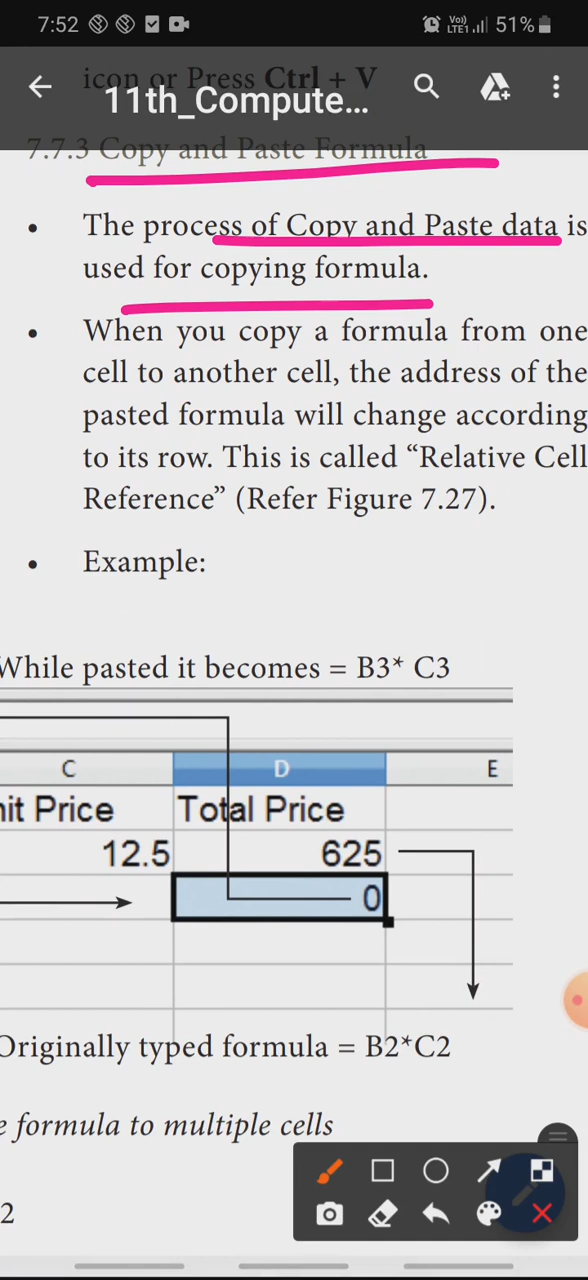 7:52
Vo)) LTE1 51%
icon or Press Ctrl + V
11th_Compute...
7.7.3 Copy and Paste Formula
• The process of Copy and Paste data is
used for copying formula.
• When you copy a formula from one
cell to another cell, the address of the
pasted formula will change according
to its row. This is called “Relative Cell
Reference” (Refer Figure 7.27).
• Example:
While pasted it becomes = B3* C3
C D E
nit Price Total Price
12.5 625
0
Originally typed formula = B2*C2
e formula to multiple cells
2